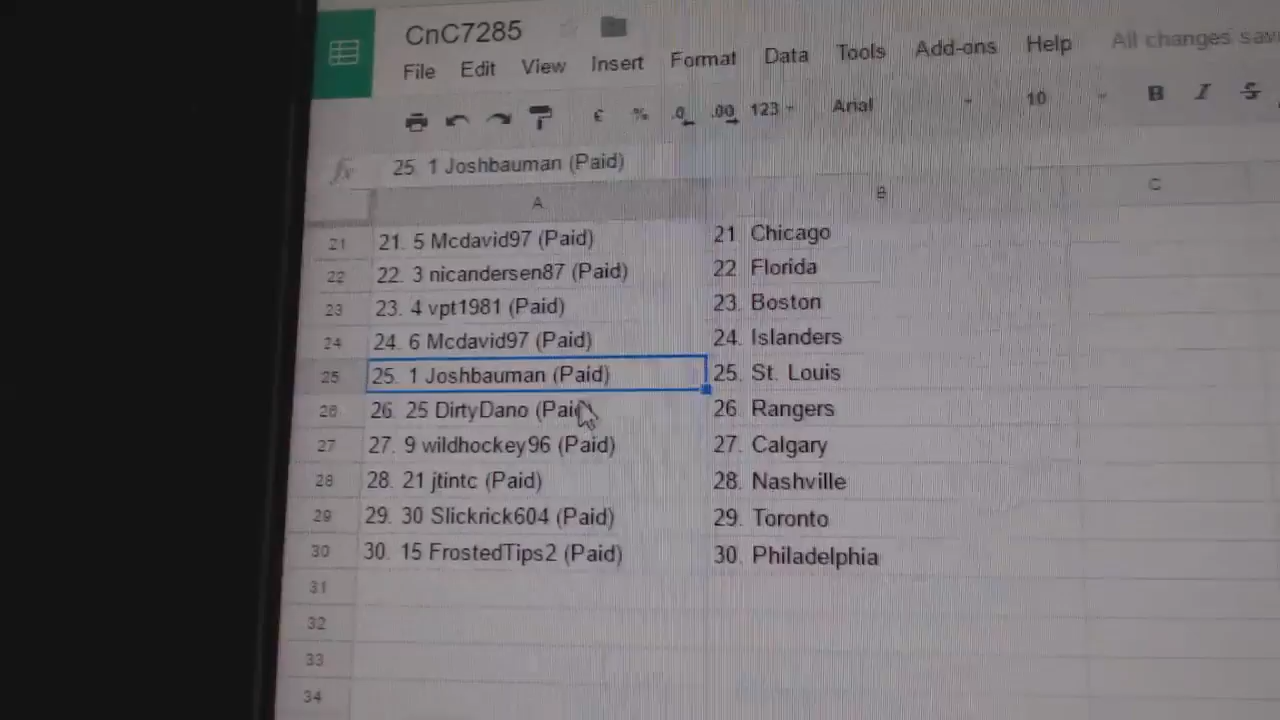 CnC7285
File Edit View Insert Format Data Tools Add-ons Help All changes
€ % .0 .00 123 Arial 10 B I S
fx 25. 1 Joshbauman (Paid)
A B C
21 21. 5 Mcdavid97 (Paid) 21 Chicago
22 22. 3 nicandersen87 (Paid) 22 Florida
23 23. 4 vpt1981 (Paid) 23. Boston
24 24. 6 Mcdavid97 (Paid) 24. Islanders
25 25. 1 Joshbauman (Paid) 25. St. Louis
26 26. 25 DirtyDano 26. Rangers
27 27. 9 wildhockey96 (Paid) 27. Calgary
28 28. 21 jtintc (Paid) 28. Nashville
29 29. 30 Slickrick604 (Paid) 29. Toronto
30 30. 15 FrostedTips2 (Paid) 30. Philadelphia
31
32
33
34